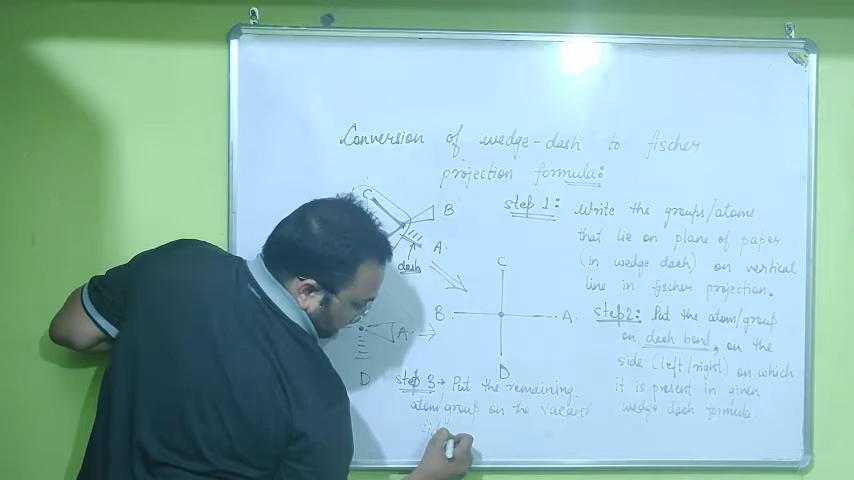 Conversion of wedge-dash to fischer
projection formula:
C
B
A.
dash
step 1: Write the groups/atoms
that lie on plane of paper
(in wedge dash) on vertical
line in fischer projection.
C
B. A.
D
step2: Put the atom/group
on dash bond, on the
side (left/right) on which
it is present in given
wedge dash formula.
A.
D
step 3 → Put the remaining
atom/group on the vacant